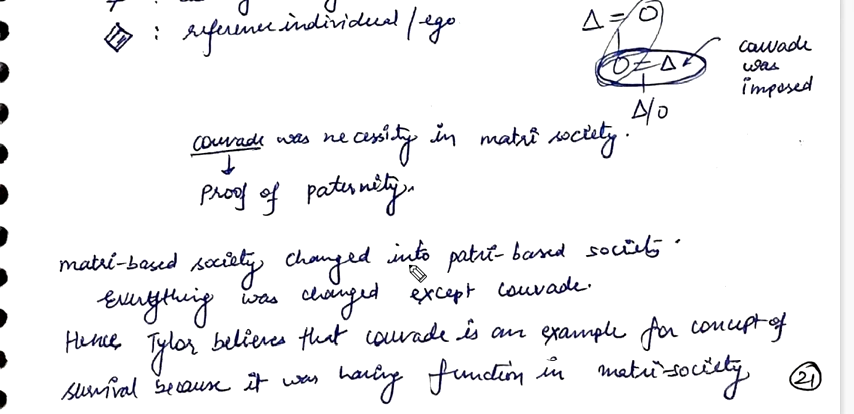 : reference individual / ego
Δ = O
O = Δ
Δ/O
couvade
was
imposed
couvade was necessity in matri society.
↓
Proof of paternity.
matri-based society changed into patri-based society.
Everything was changed except couvade.
Hence Tylor believes that couvade is an example for concept of
survival because it was having function in matri-society
21